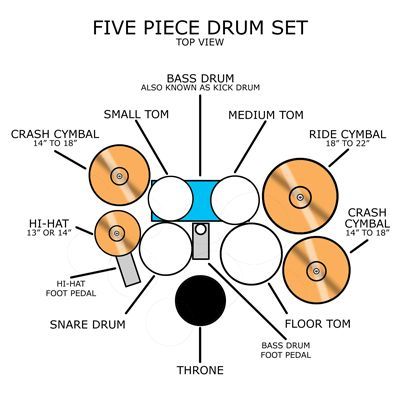 FIVE PIECE DRUM SET
TOP VIEW
BASS DRUM
ALSO KNOWN AS KICK DRUM
SMALL TOM
MEDIUM TOM
CRASH CYMBAL
14" TO 18"
RIDE CYMBAL
18" TO 22"
HI-HAT
13" OR 14"
CRASH
CYMBAL
14" TO 18"
HI-HAT
FOOT PEDAL
SNARE DRUM
FLOOR TOM
BASS DRUM
FOOT PEDAL
THRONE